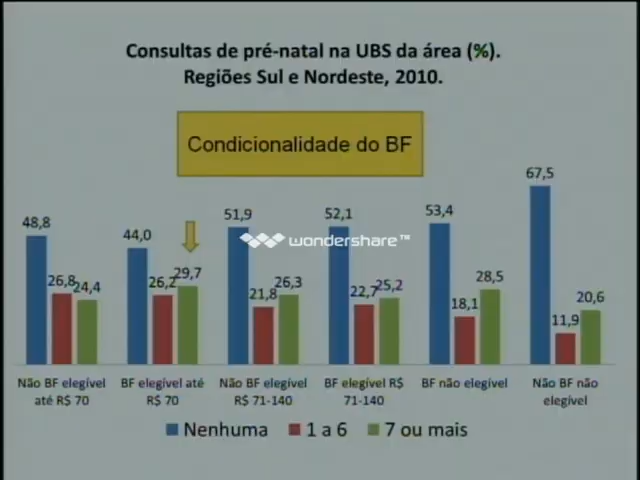 Consultas de pré-natal na UBS da área (%).
Regiões Sul e Nordeste, 2010.
Condicionalidade do BF
48,8
26,8
24,4
44,0
26,2
29,7
51,9
21,8
26,3
52,1
22,7
25,2
53,4
18,1
28,5
67,5
11,9
20,6
wondershare™
Não BF elegível
até R$ 70
BF elegível até
R$ 70
Não BF elegível
R$ 71-140
BF elegível R$
71-140
BF não elegível
Não BF não
elegível
Nenhuma
1 a 6
7 ou mais